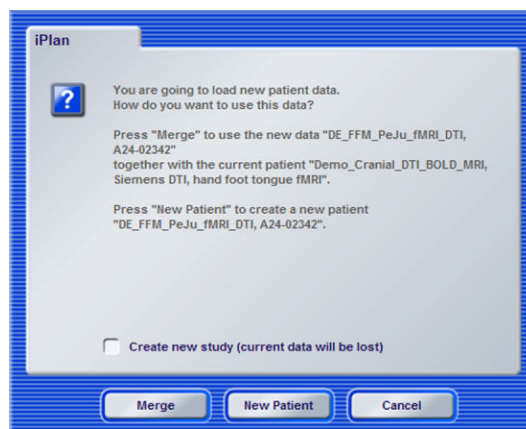 iPlan
?
You are going to load new patient data.
How do you want to use this data?
Press "Merge" to use the new data "DE_FFM_PeJu_fMRI_DTI,
A24-02342"
together with the current patient "Demo_Cranial_DTI_BOLD_MRI,
Siemens DTI, hand foot tongue fMRI".
Press "New Patient" to create a new patient
"DE_FFM_PeJu_fMRI_DTI, A24-02342".
Create new study (current data will be lost)
Merge New Patient Cancel